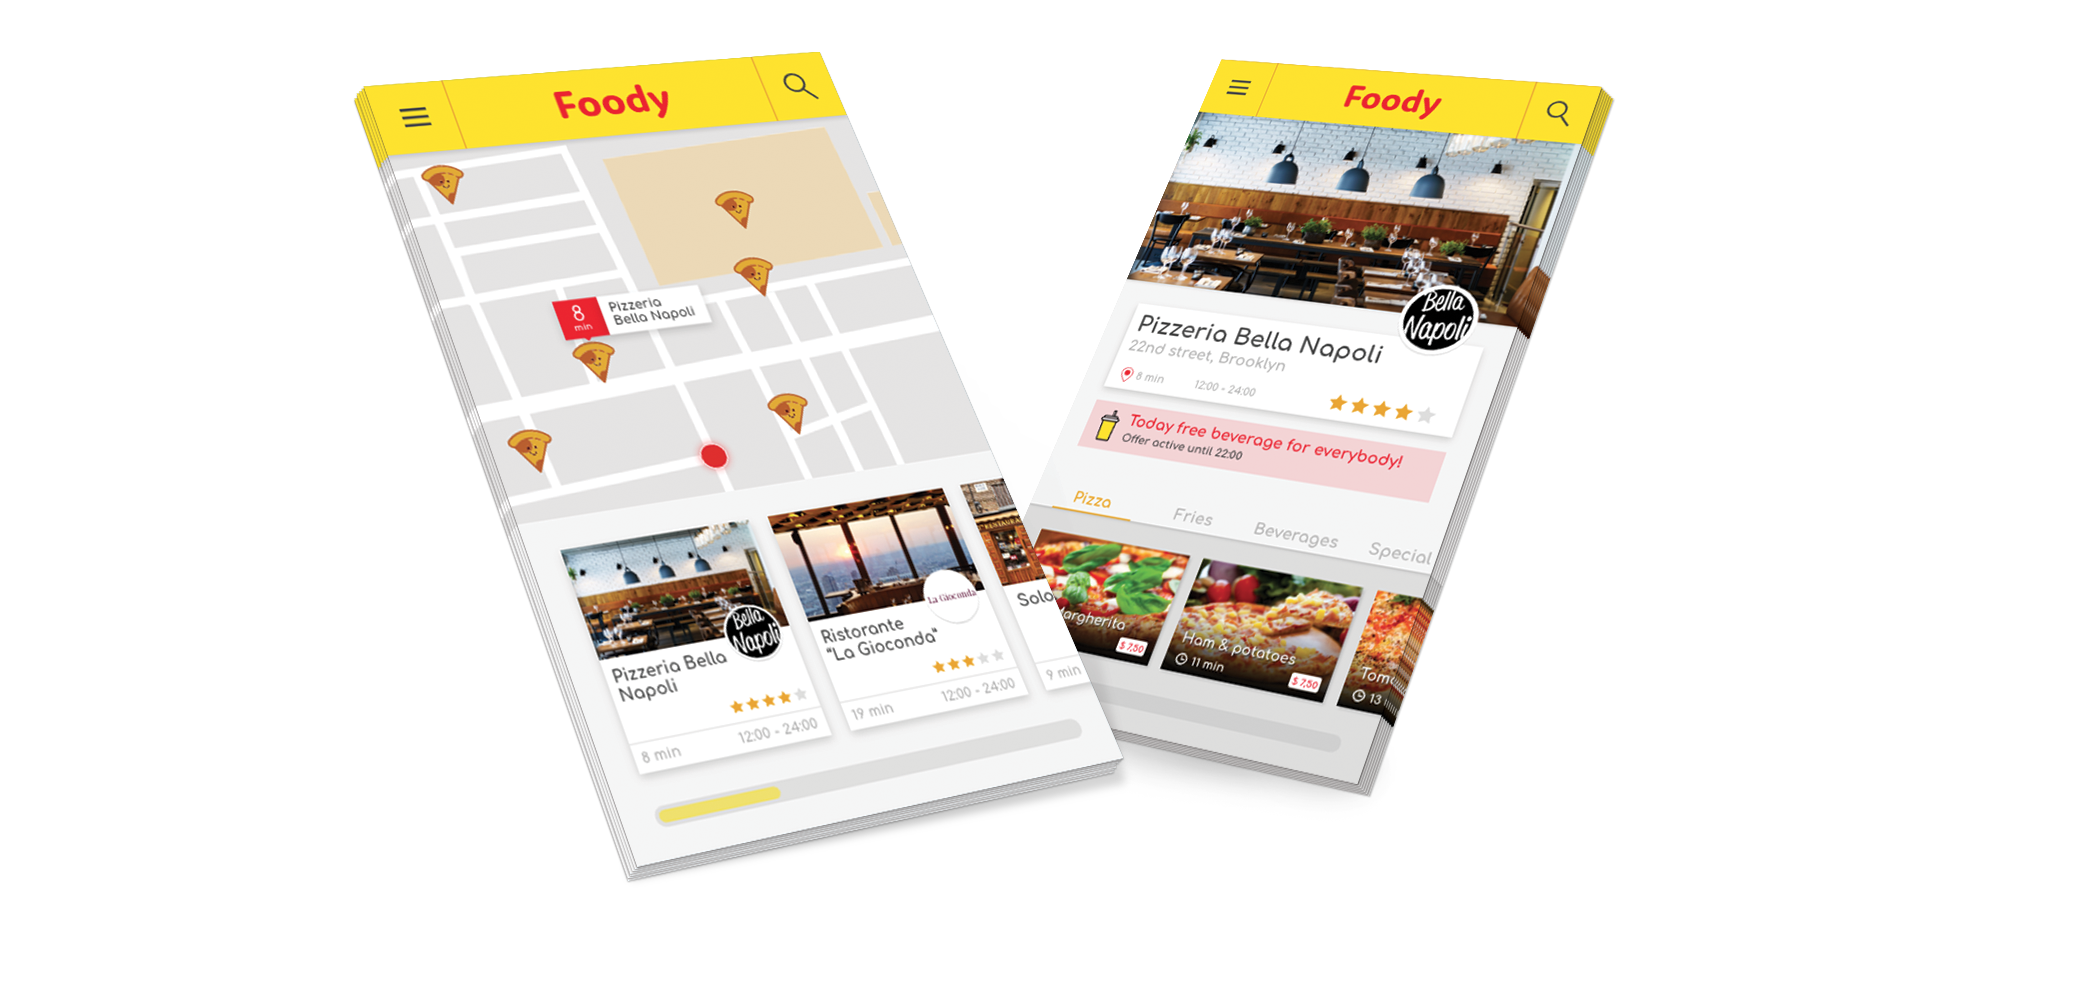 Foody
8
min
Pizzeria
Bella Napoli
Bella
Napoli
Pizzeria Bella
Napoli
8 min
12:00 - 24:00
La Gioconda
Ristorante
"La Gioconda"
19 min
12:00 - 24:00
Solo
9 min
Foody
Bella
Napoli
Pizzeria Bella Napoli
22nd street, Brooklyn
8 min
12:00 - 24:00
Today free beverage for everybody!
Offer active until 22:00
Pizza
Fries
Beverages
Special
argherita
$ 7,50
Ham & potatoes
11 min
$ 7,50
Tom
13